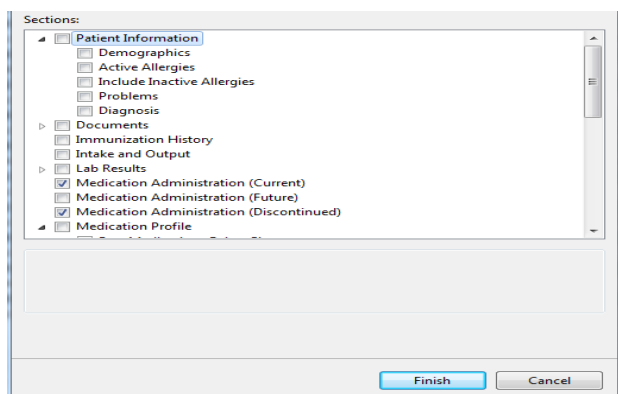 Sections:
Patient Information
Demographics
Active Allergies
Include Inactive Allergies
Problems
Diagnosis
Documents
Immunization History
Intake and Output
Lab Results
Medication Administration (Current)
Medication Administration (Future)
Medication Administration (Discontinued)
Medication Profile
Finish Cancel